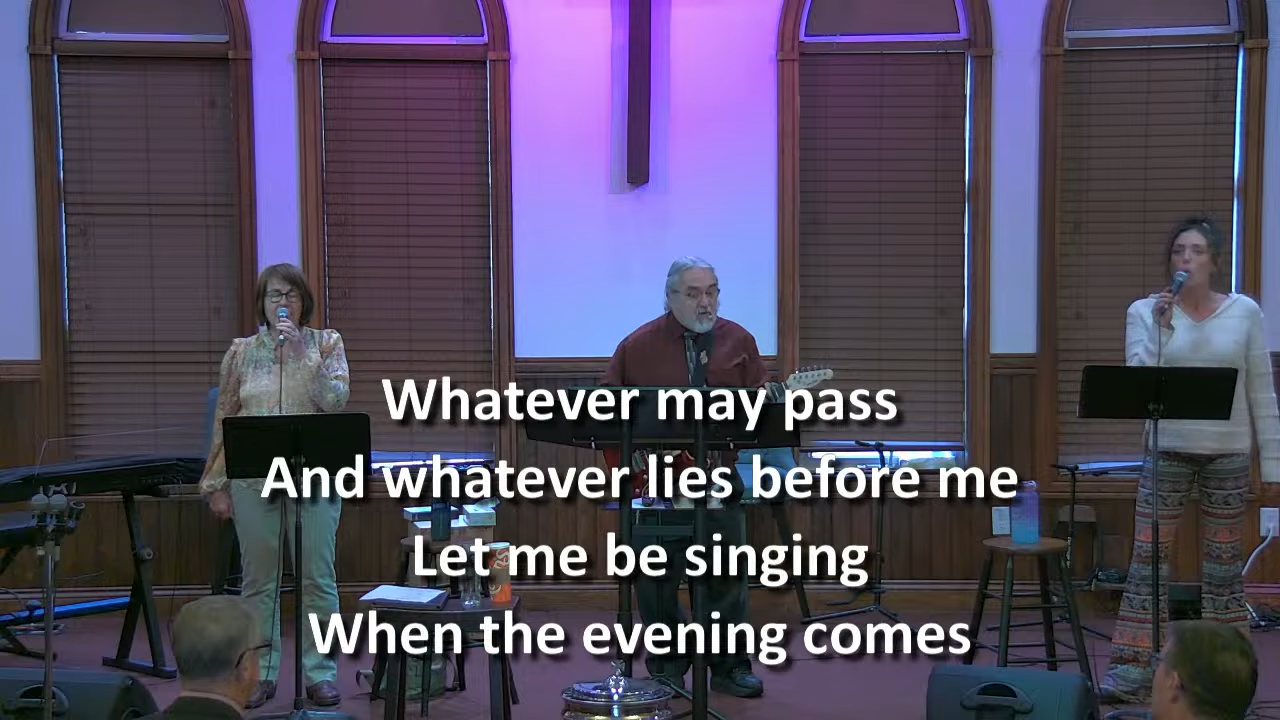 Whatever may pass
And whatever lies before me
Let me be singing
When the evening comes